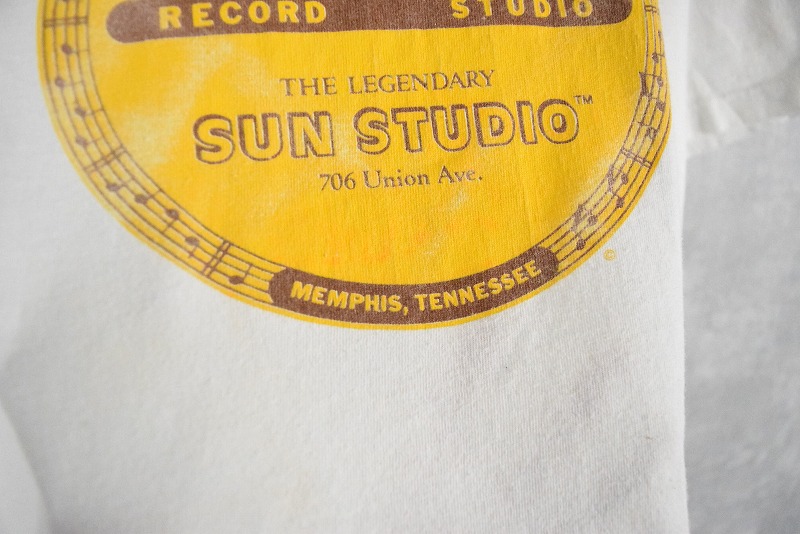 RECORD STUDIO
THE LEGENDARY
SUN STUDIO™
706 Union Ave.
MEMPHIS, TENNESSEE
©